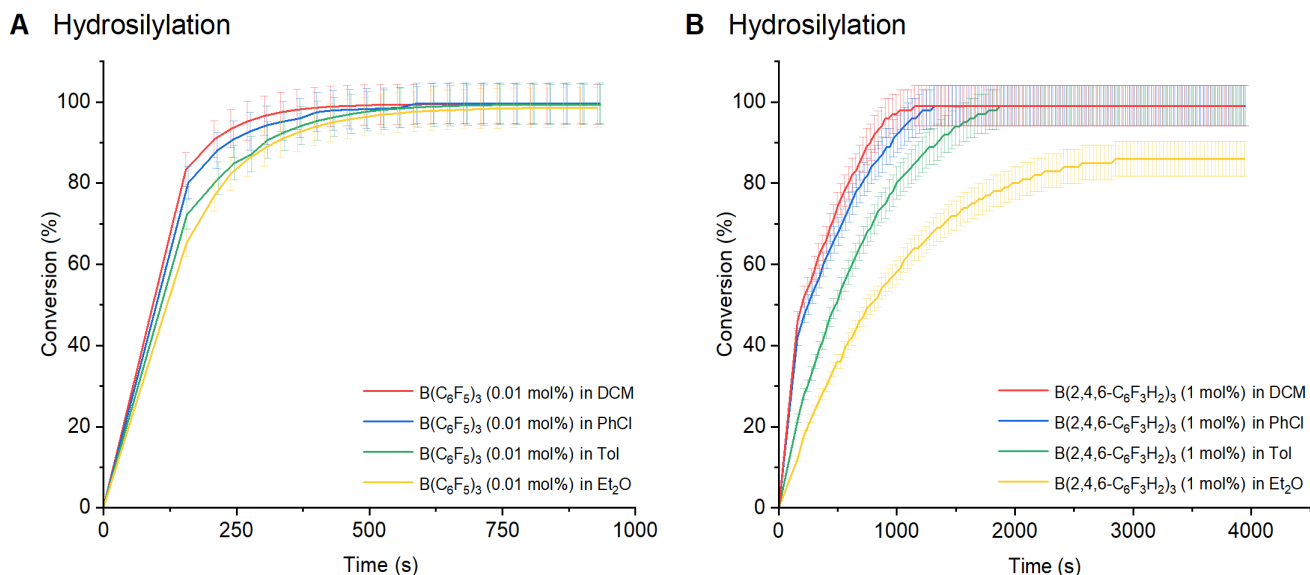 A Hydrosilylation
Conversion (%)
100
80
60
40
20
0
B(C₆F₅)₃ (0.01 mol%) in DCM
B(C₆F₅)₃ (0.01 mol%) in PhCl
B(C₆F₅)₃ (0.01 mol%) in Tol
B(C₆F₅)₃ (0.01 mol%) in Et₂O
0 250 500 750 1000
Time (s)
B Hydrosilylation
Conversion (%)
100
80
60
40
20
0
B(2,4,6-C₆F₃H₂)₃ (1 mol%) in DCM
B(2,4,6-C₆F₃H₂)₃ (1 mol%) in PhCl
B(2,4,6-C₆F₃H₂)₃ (1 mol%) in Tol
B(2,4,6-C₆F₃H₂)₃ (1 mol%) in Et₂O
0 1000 2000 3000 4000
Time (s)